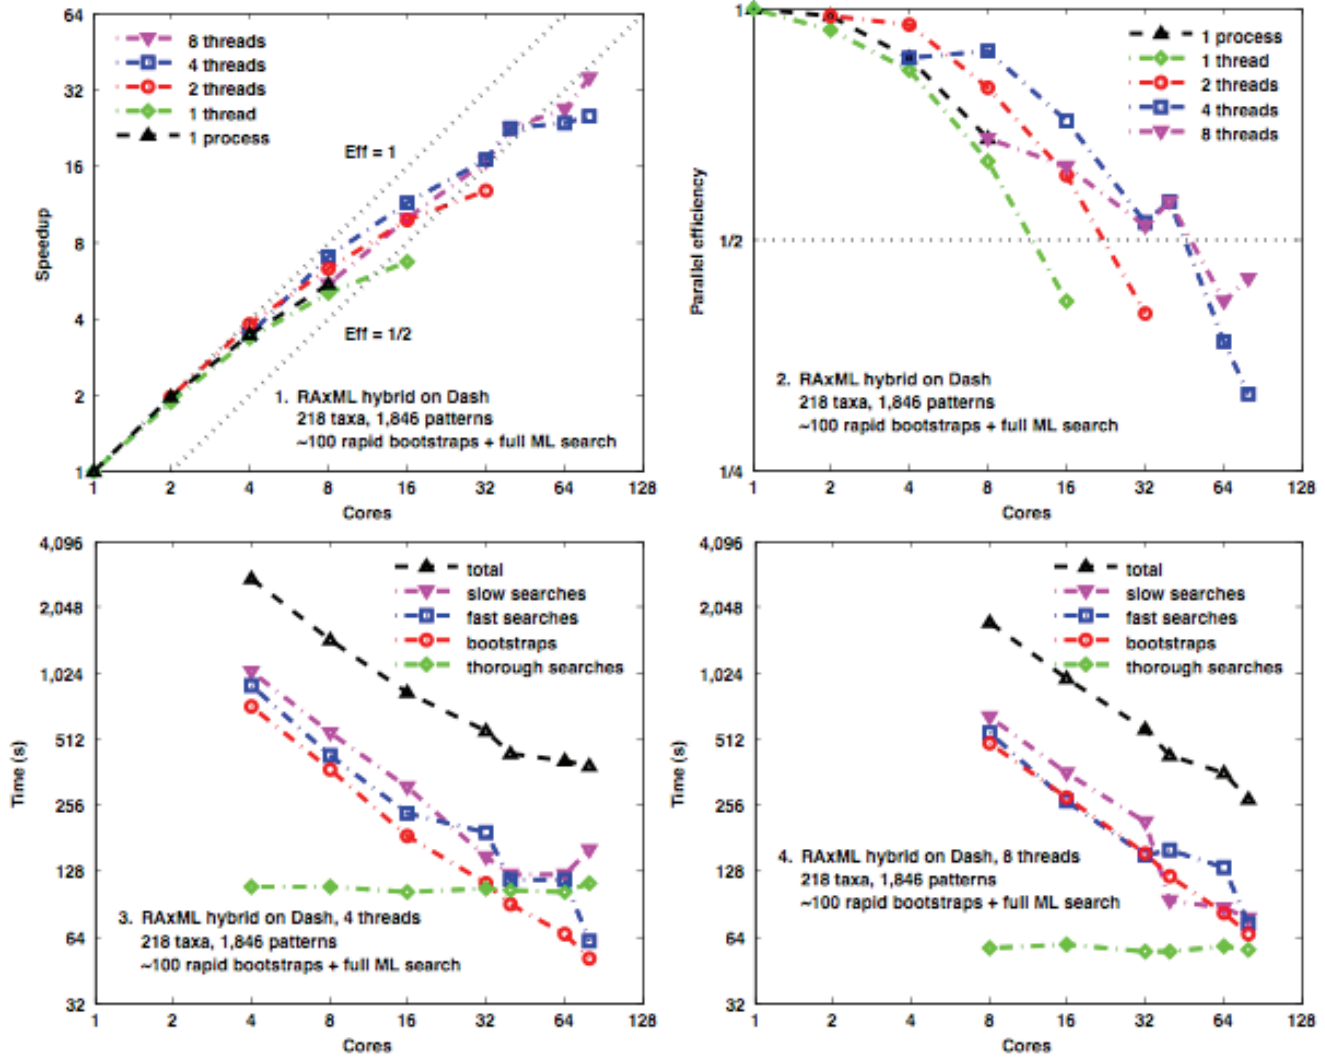 64
32
16
8
4
2
1
Speedup
8 threads
4 threads
2 threads
1 thread
1 process
Eff = 1
Eff = 1/2
1. RAxML hybrid on Dash
218 taxa, 1,846 patterns
~100 rapid bootstraps + full ML search
1 2 4 8 16 32 64 128
Cores
1
1/2
1/4
Parallel efficiency
1 process
1 thread
2 threads
4 threads
8 threads
2. RAxML hybrid on Dash
218 taxa, 1,846 patterns
~100 rapid bootstraps + full ML search
1 2 4 8 16 32 64 128
Cores
4,096
2,048
1,024
512
256
128
64
32
Time (s)
total
slow searches
fast searches
bootstraps
thorough searches
3. RAxML hybrid on Dash, 4 threads
218 taxa, 1,846 patterns
~100 rapid bootstraps + full ML search
1 2 4 8 16 32 64 128
Cores
4,096
2,048
1,024
512
256
128
64
32
Time (s)
total
slow searches
fast searches
bootstraps
thorough searches
4. RAxML hybrid on Dash, 8 threads
218 taxa, 1,846 patterns
~100 rapid bootstraps + full ML search
1 2 4 8 16 32 64 128
Cores